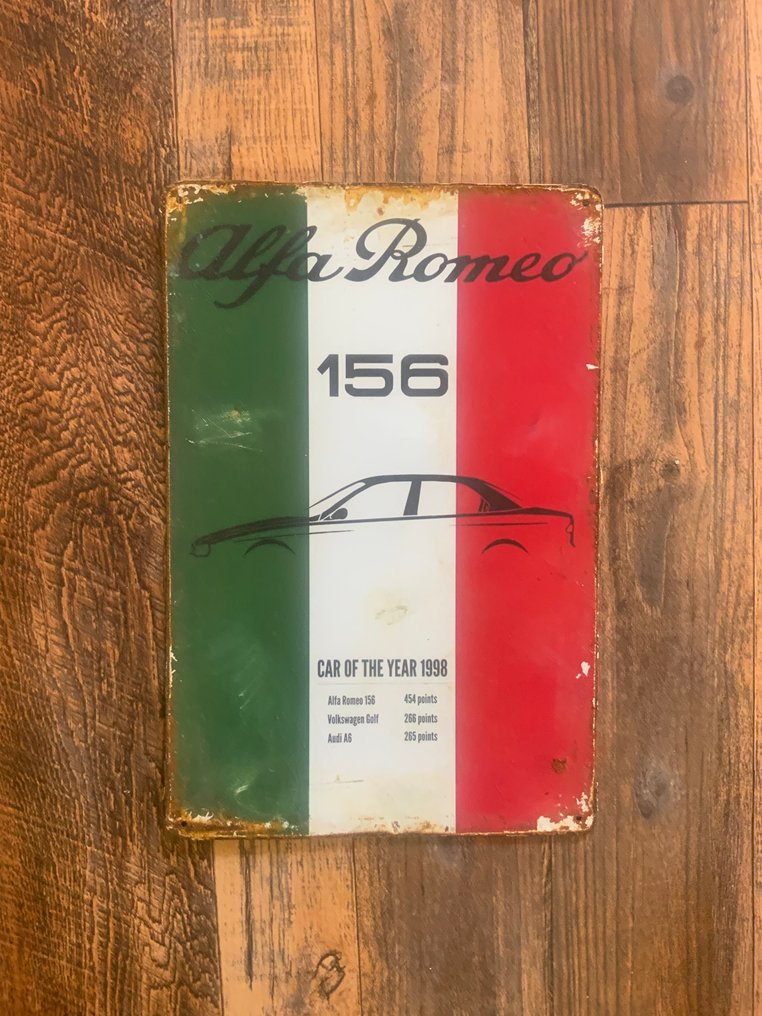 Alfa Romeo
156
CAR OF THE YEAR 1998
Alfa Romeo 156 454 points
Volkswagen Golf 266 points
Audi A6 265 points